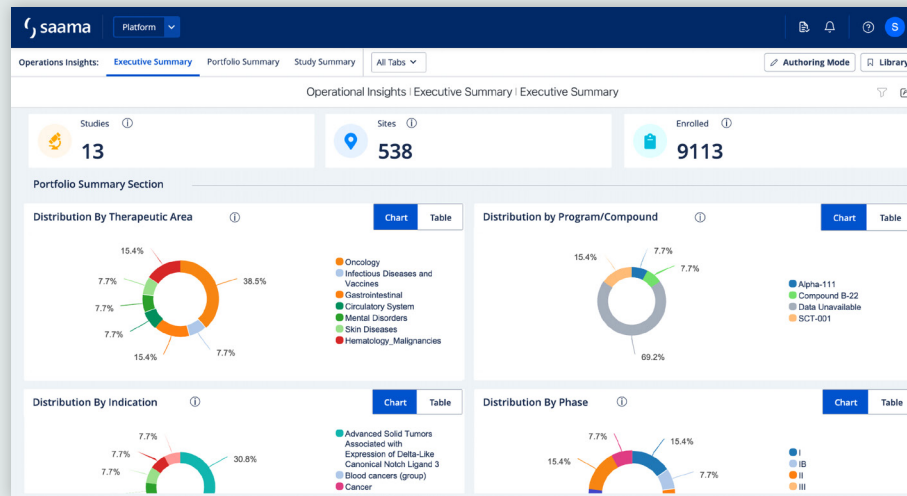 saama
Platform
S
Operations Insights:
Executive Summary
Portfolio Summary
Study Summary
All Tabs
Authoring Mode
Library
Operational Insights | Executive Summary | Executive Summary
Studies
13
Sites
538
Enrolled
9113
Portfolio Summary Section
Distribution By Therapeutic Area
Chart
Table
15.4%
7.7%
7.7%
7.7%
15.4%
7.7%
38.5%
Oncology
Infectious Diseases and
Vaccines
Gastrointestinal
Circulatory System
Mental Disorders
Skin Diseases
Hematology_Malignancies
Distribution by Program/Compound
Chart
Table
15.4%
7.7%
7.7%
69.2%
Alpha-111
Compound B-22
Data Unavailable
SCT-001
Distribution By Indication
Chart
Table
7.7%
7.7%
7.7%
30.8%
Advanced Solid Tumors
Associated with
Expression of Delta-Like
Canonical Notch Ligand 3
Blood cancers (group)
Cancer
Distribution By Phase
Chart
Table
7.7%
15.4%
15.4%
7.7%
I
IB
II
III